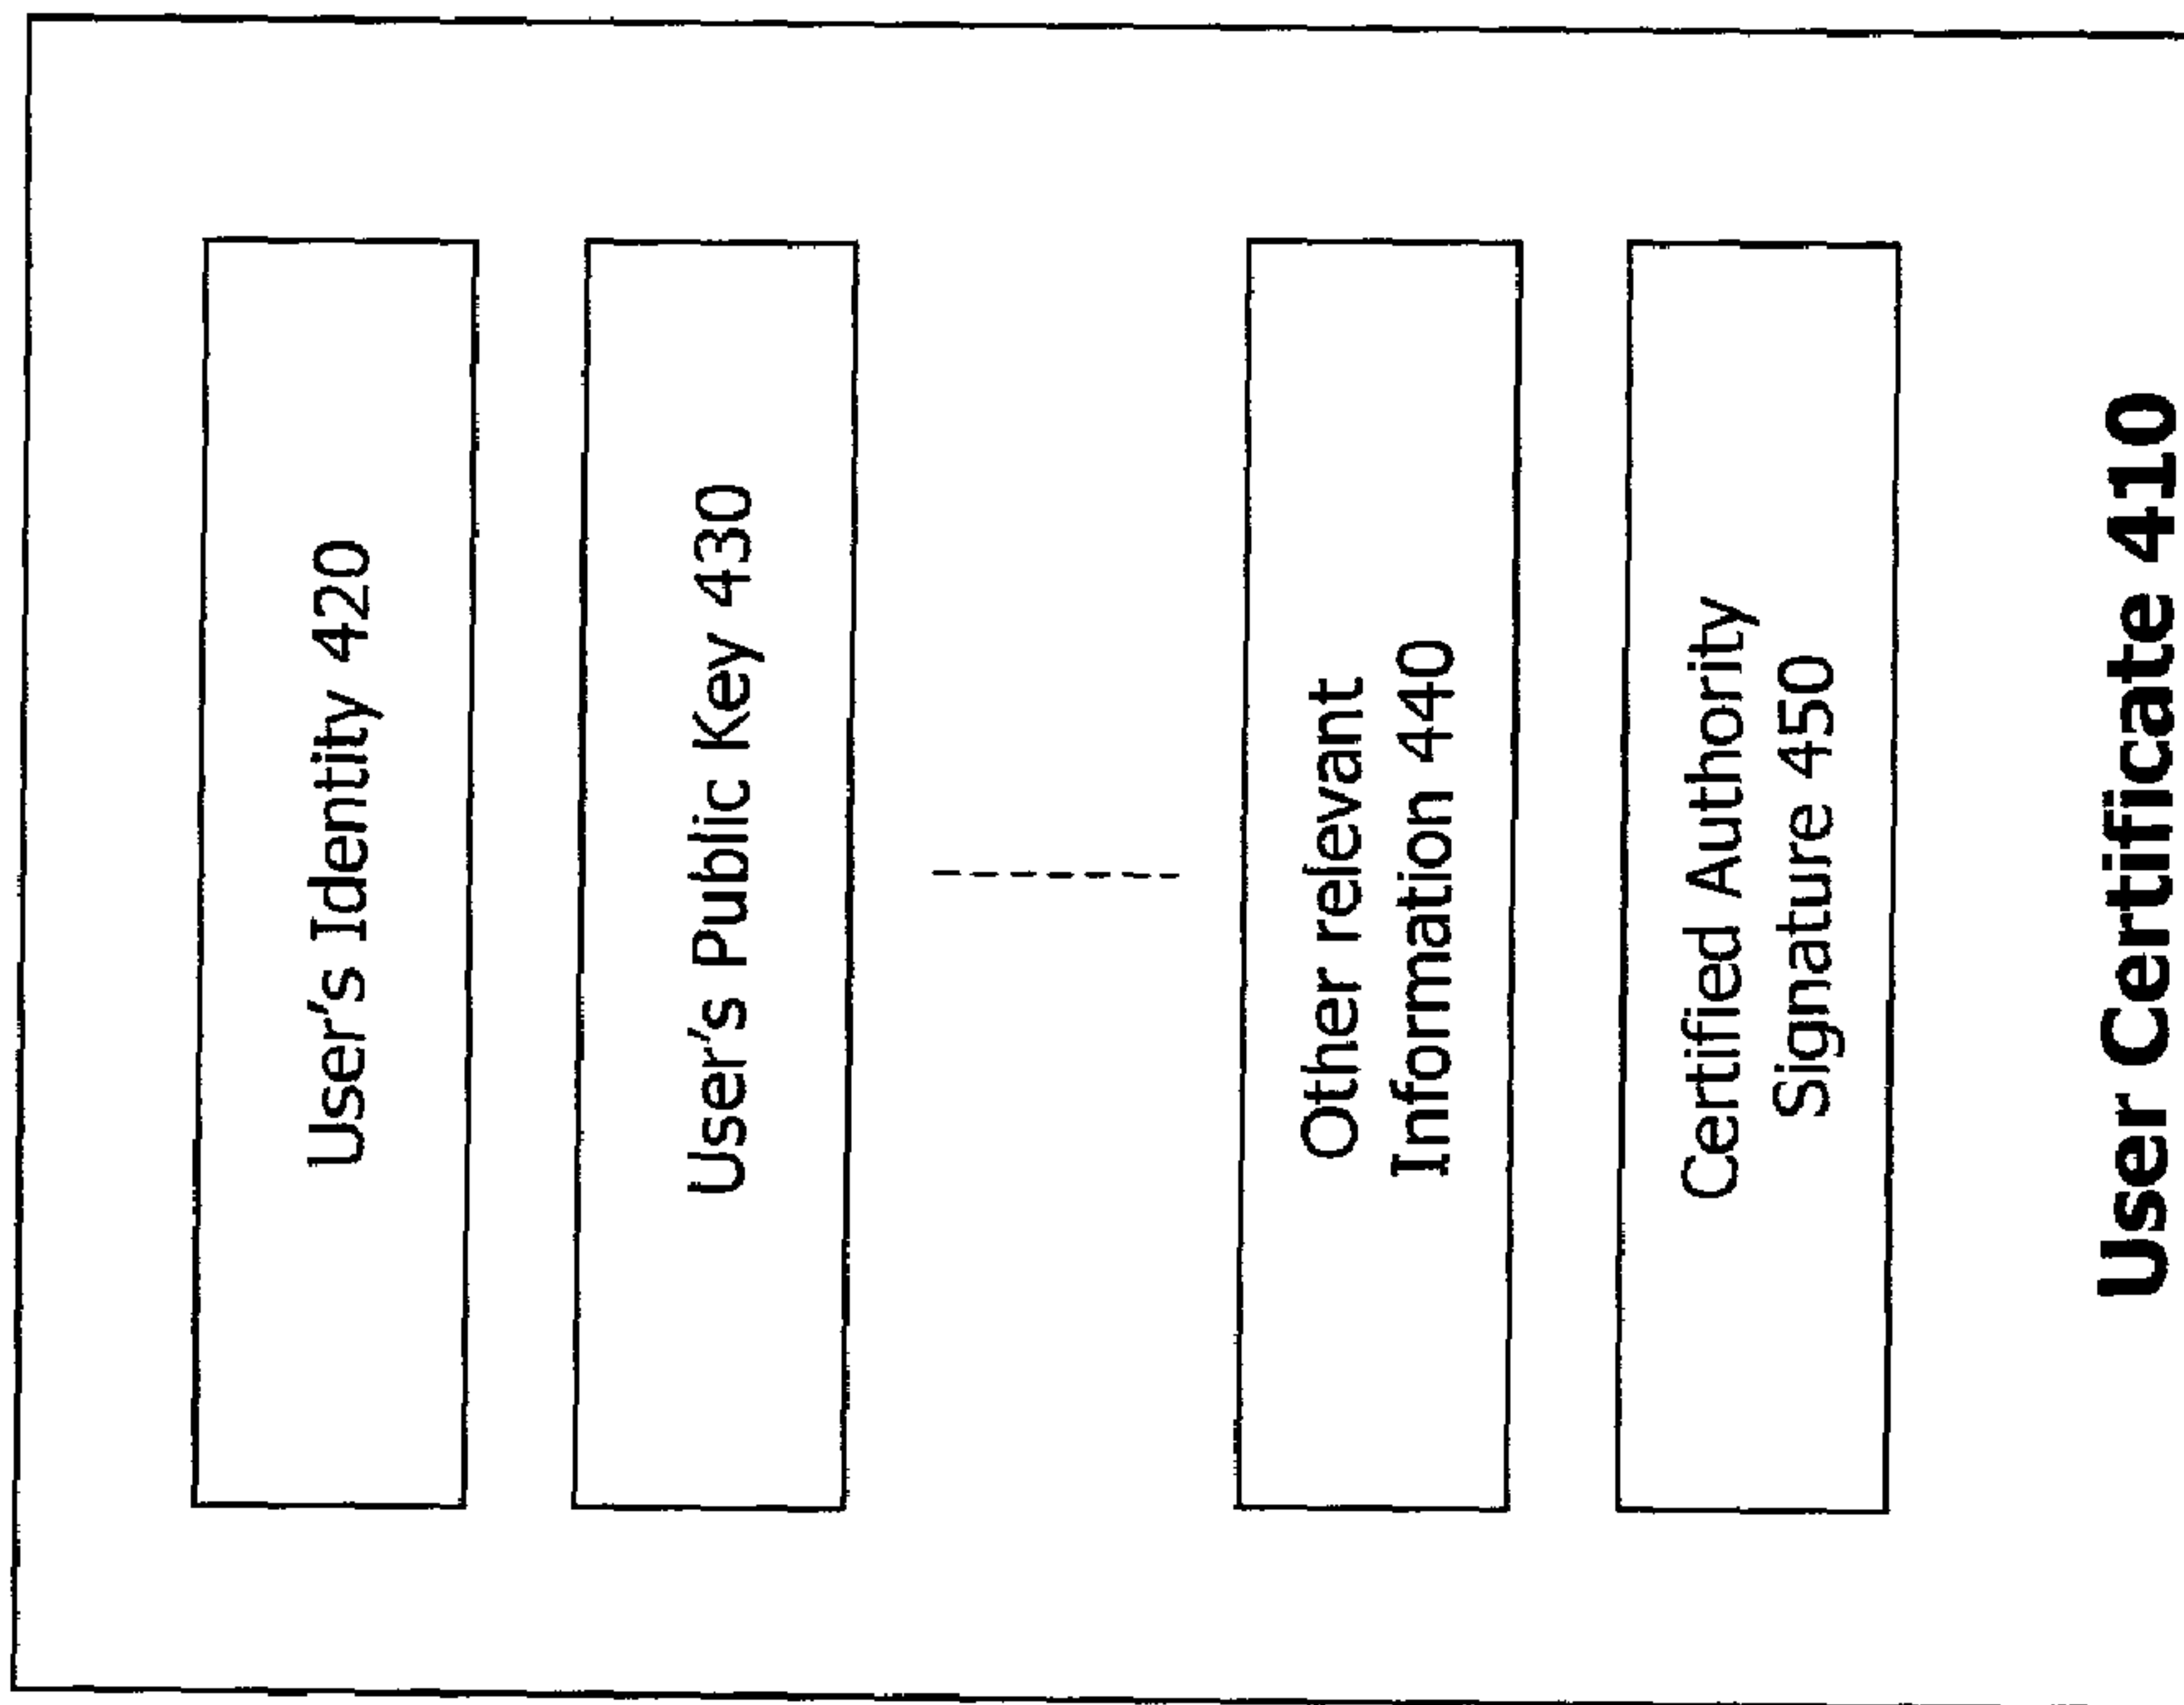 User's Identity 420
User's Public Key 430
Other relevant
Information 440
Certified Authority
Signature 450
User Certificate 410